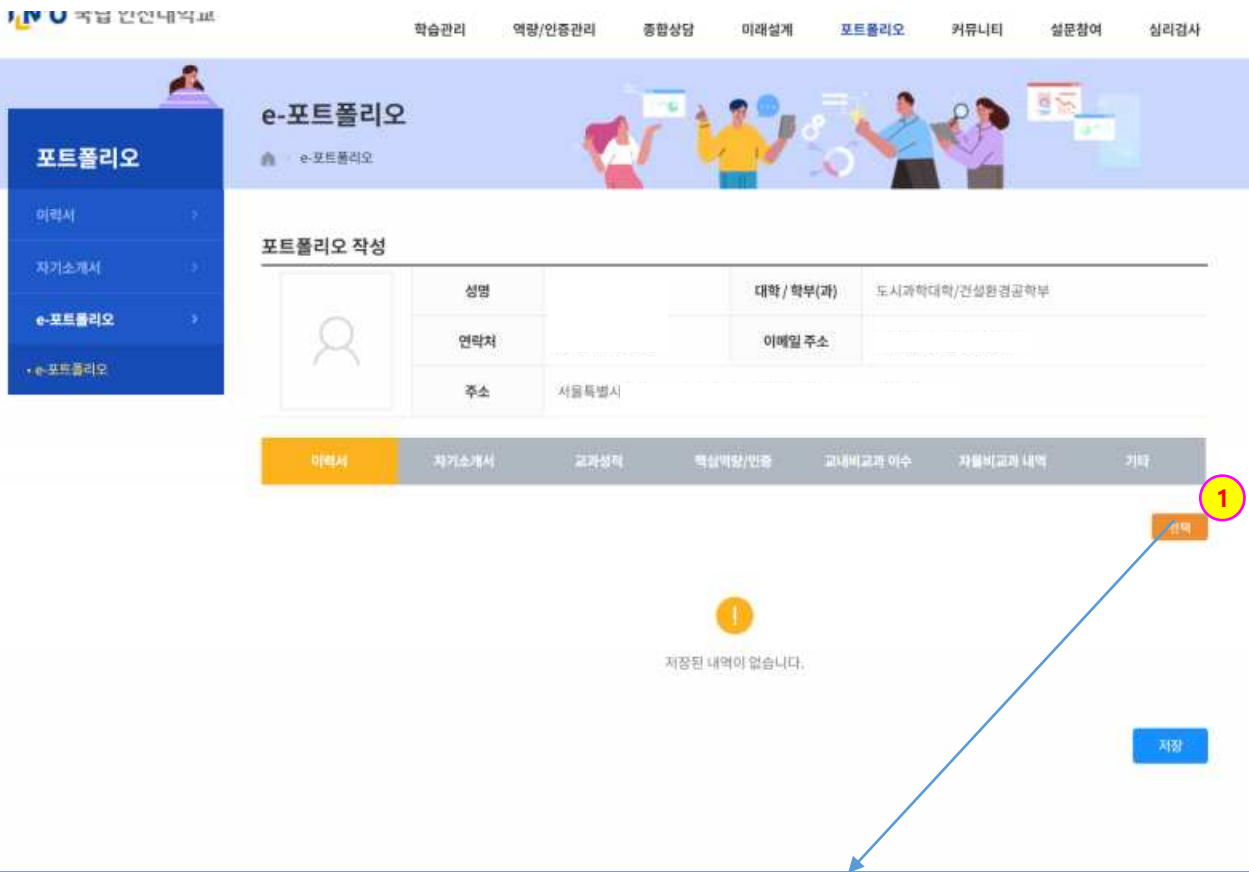 INU 국립 인천대학교
학습관리 역량/인증관리 종합상담 미래설계 포트폴리오 커뮤니티 설문참여 심리검사
e-포트폴리오
e-포트폴리오
포트폴리오
이력서
자기소개서
e-포트폴리오
• e-포트폴리오
포트폴리오 작성
성명 대학 / 학부(과) 도시과학대학/건설환경공학부
연락처 이메일 주소
주소 서울특별시
이력서 자기소개서 교과성적 핵심역량/인증 교내비교과 이수 자율비교과 내역 기타
1
선택
저장된 내역이 없습니다.
저장